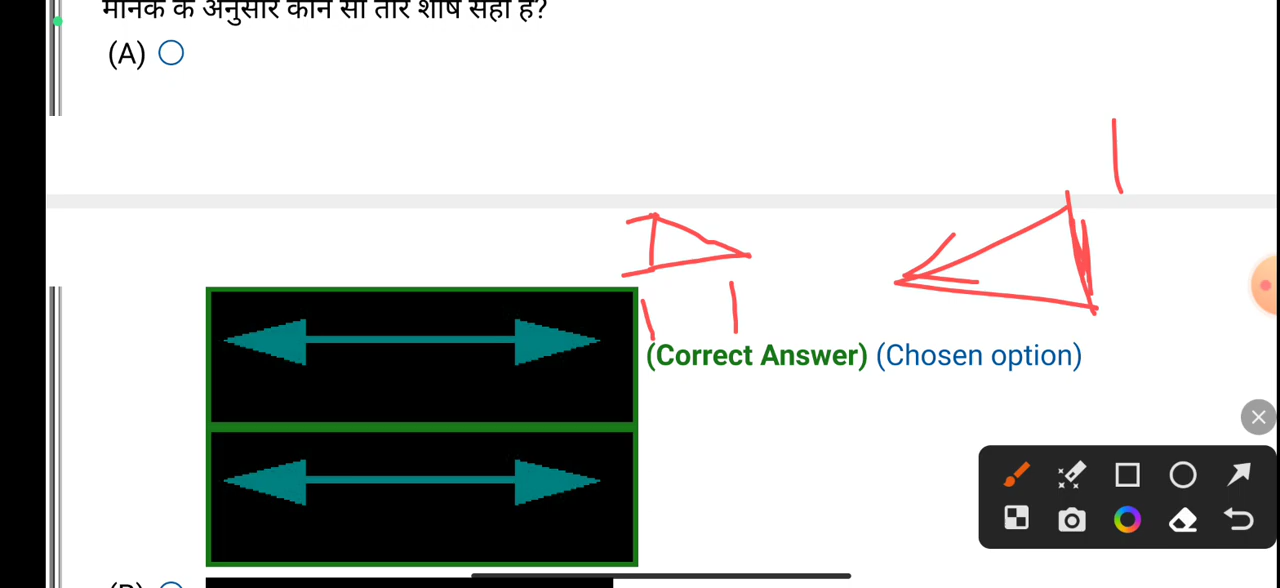 मानक के अनुसार कौन सा तीर शीर्ष सही है?
(A)
(Correct Answer) (Chosen option)